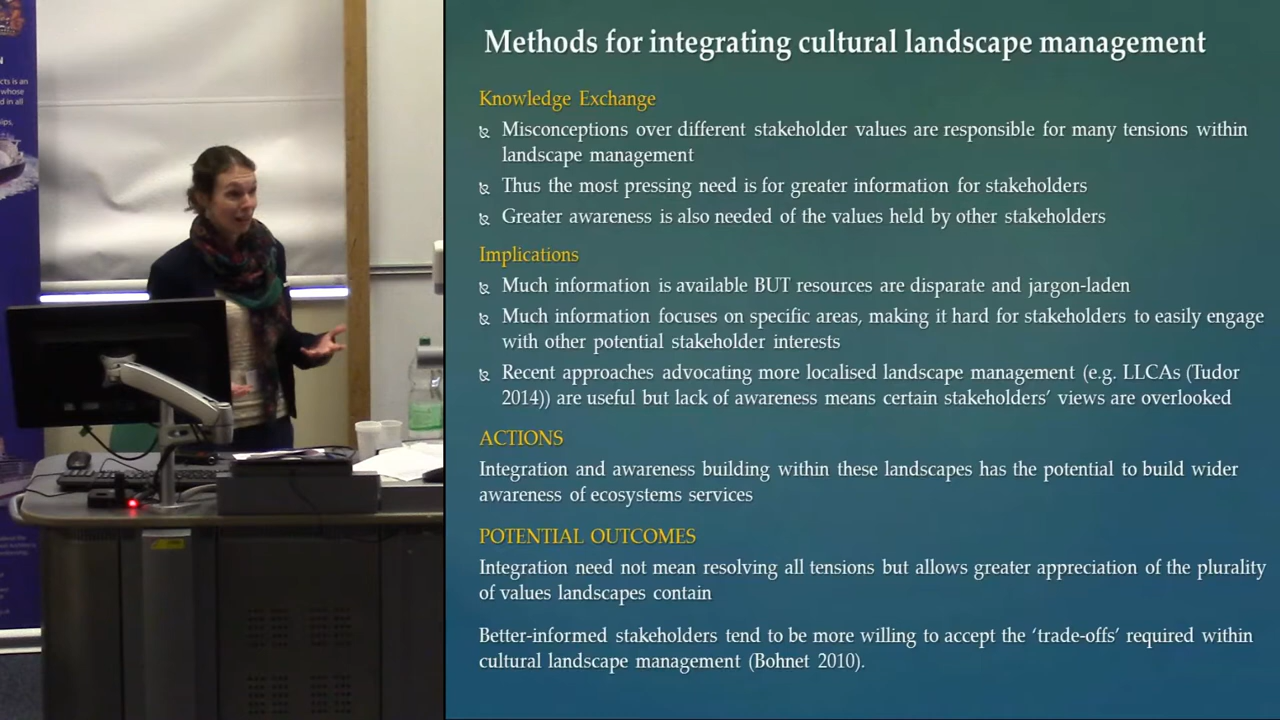 N
cts is an
whose
d in all
ips,
Methods for integrating cultural landscape management
Knowledge Exchange
Misconceptions over different stakeholder values are responsible for many tensions within
landscape management
Thus the most pressing need is for greater information for stakeholders
Greater awareness is also needed of the values held by other stakeholders
Implications
Much information is available BUT resources are disparate and jargon-laden
Much information focuses on specific areas, making it hard for stakeholders to easily engage
with other potential stakeholder interests
Recent approaches advocating more localised landscape management (e.g. LLCAs (Tudor
2014)) are useful but lack of awareness means certain stakeholders’ views are overlooked
ACTIONS
Integration and awareness building within these landscapes has the potential to build wider
awareness of ecosystems services
POTENTIAL OUTCOMES
Integration need not mean resolving all tensions but allows greater appreciation of the plurality
of values landscapes contain
Better-informed stakeholders tend to be more willing to accept the ‘trade-offs’ required within
cultural landscape management (Bohnet 2010).